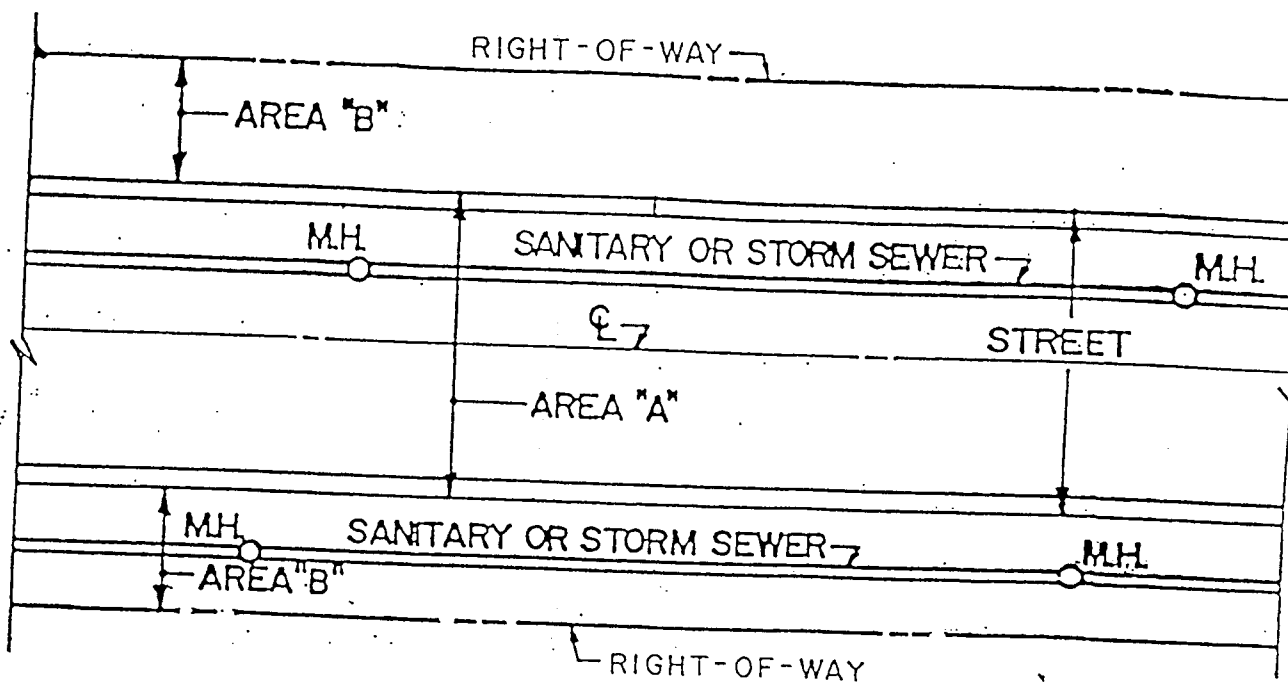 RIGHT-OF-WAY
AREA "B"
M.H.
SANITARY OR STORM SEWER
M.H.
℄
STREET
AREA "A"
M.H.
SANITARY OR STORM SEWER
M.H.
AREA "B"
RIGHT-OF-WAY